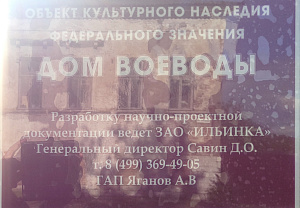 ОБЪЕКТ КУЛЬТУРНОГО НАСЛЕДИЯ
ФЕДЕРАЛЬНОГО ЗНАЧЕНИЯ
ДОМ ВОЕВОДЫ
Разработку научно-проектной
документации ведет ЗАО «ИЛЬИНКА»
Генеральный директор Савин Д.О.
т. 8 (499) 369-49-05
ГАП Яганов А.В